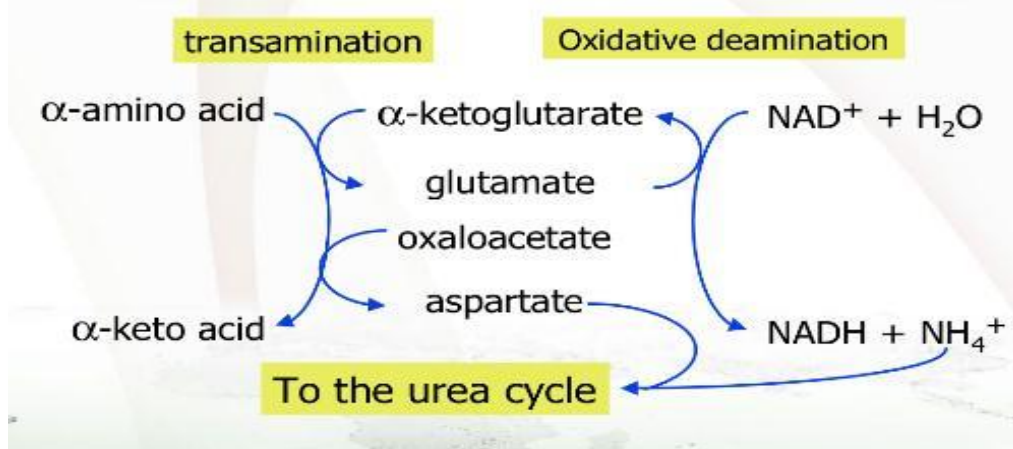 transamination Oxidative deamination
α-amino acid α-ketoglutarate NAD⁺ + H₂O
glutamate
oxaloacetate
aspartate
α-keto acid NADH + NH₄⁺
To the urea cycle